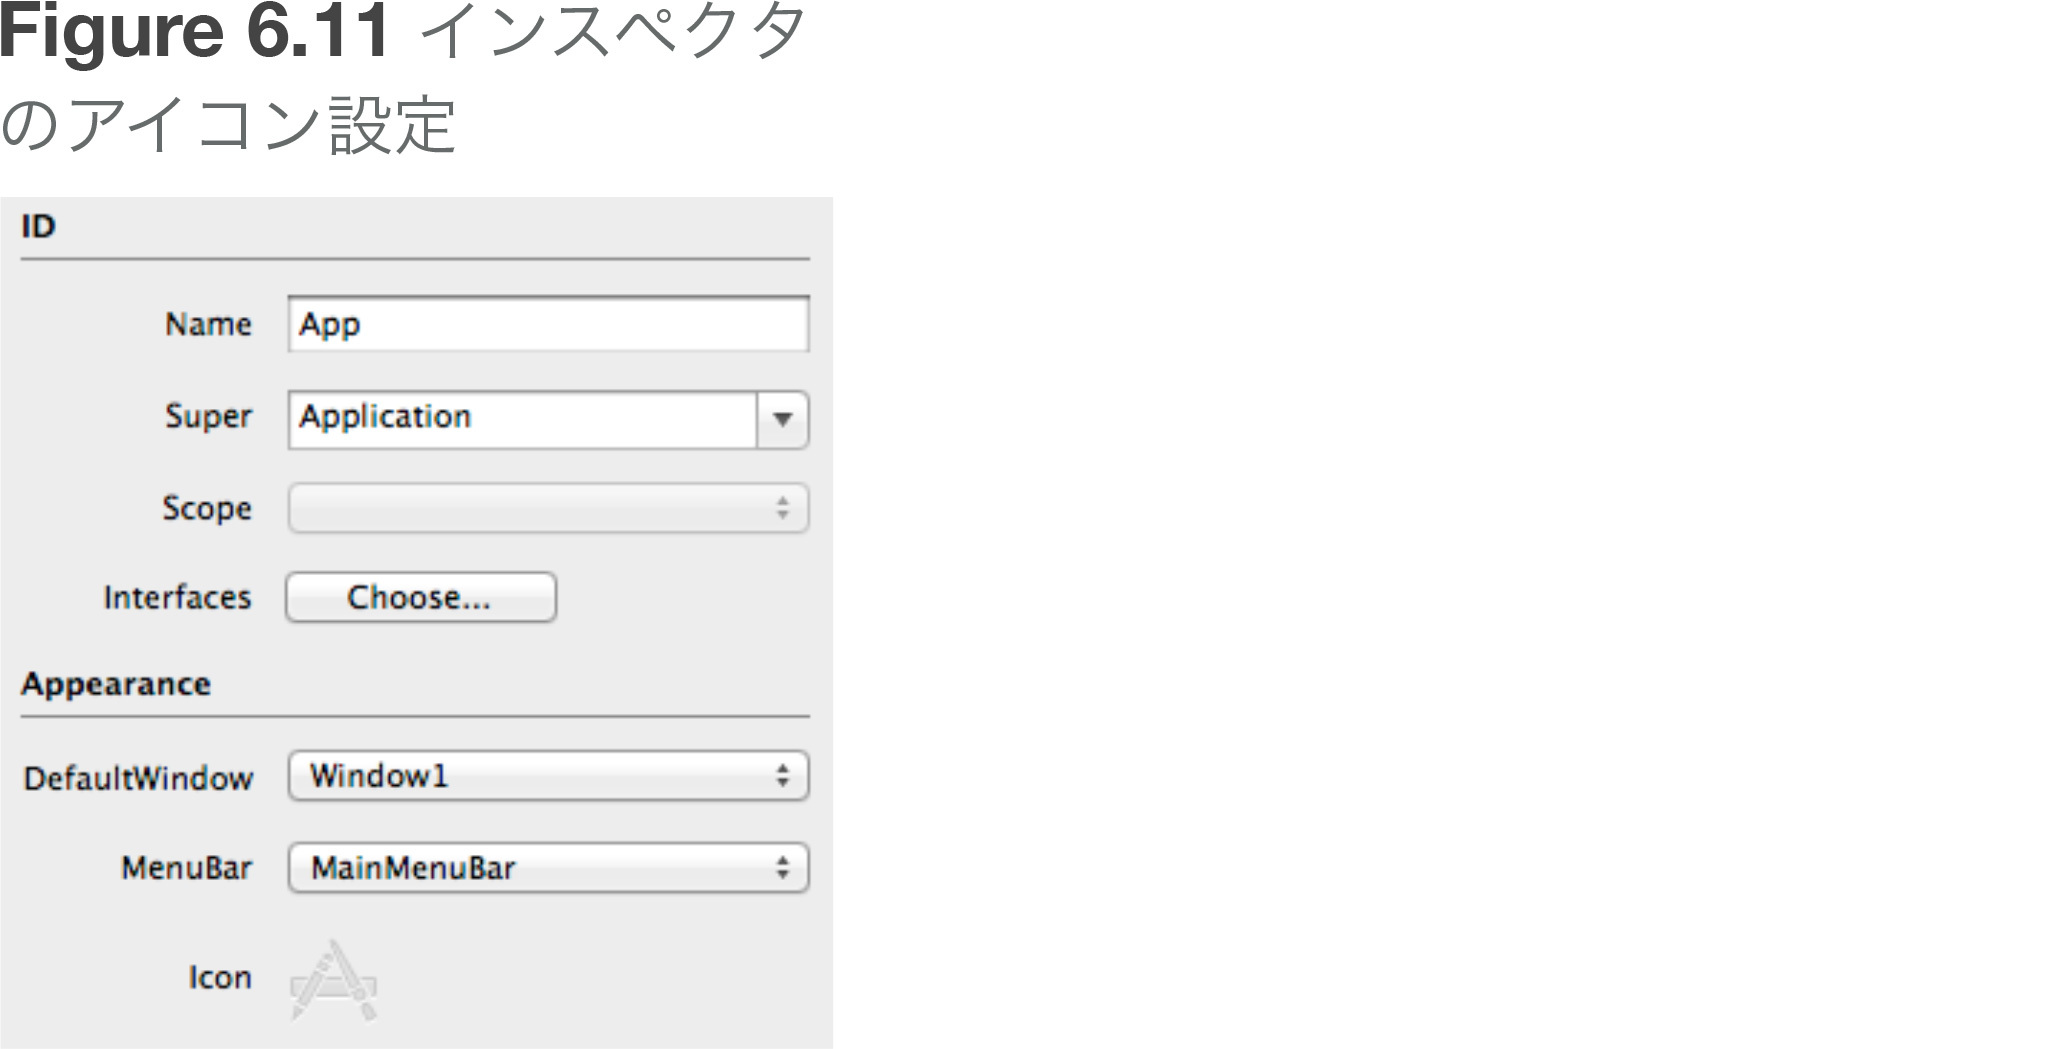 Figure 6.11 インスペクタ
のアイコン設定
ID
Name App
Super Application
Scope
Interfaces Choose...
Appearance
DefaultWindow Window1
MenuBar MainMenuBar
Icon